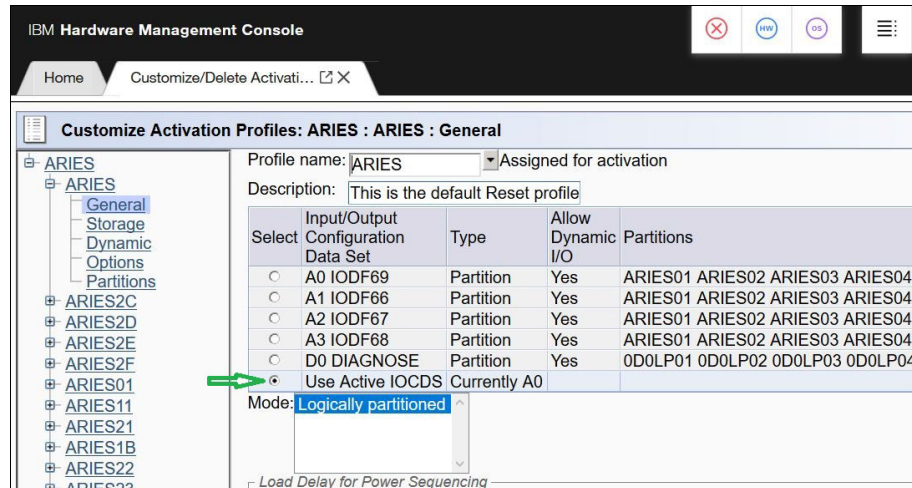 IBM Hardware Management Console
HW
OS
Home
Customize/Delete Activati...
Customize Activation Profiles: ARIES : ARIES : General
ARIES
ARIES
General
Storage
Dynamic
Options
Partitions
ARIES2C
ARIES2D
ARIES2E
ARIES2F
ARIES01
ARIES11
ARIES21
ARIES1B
ARIES22
ARIES23
Profile name: ARIES Assigned for activation
Description: This is the default Reset profile
Select Input/Output Configuration Data Set Type Allow Dynamic I/O Partitions
A0 IODF69 Partition Yes ARIES01 ARIES02 ARIES03 ARIES04
A1 IODF66 Partition Yes ARIES01 ARIES02 ARIES03 ARIES04
A2 IODF67 Partition Yes ARIES01 ARIES02 ARIES03 ARIES04
A3 IODF68 Partition Yes ARIES01 ARIES02 ARIES03 ARIES04
D0 DIAGNOSE Partition Yes 0D0LP01 0D0LP02 0D0LP03 0D0LP04
Use Active IOCDS Currently A0
Mode: Logically partitioned
Load Delay for Power Sequencing